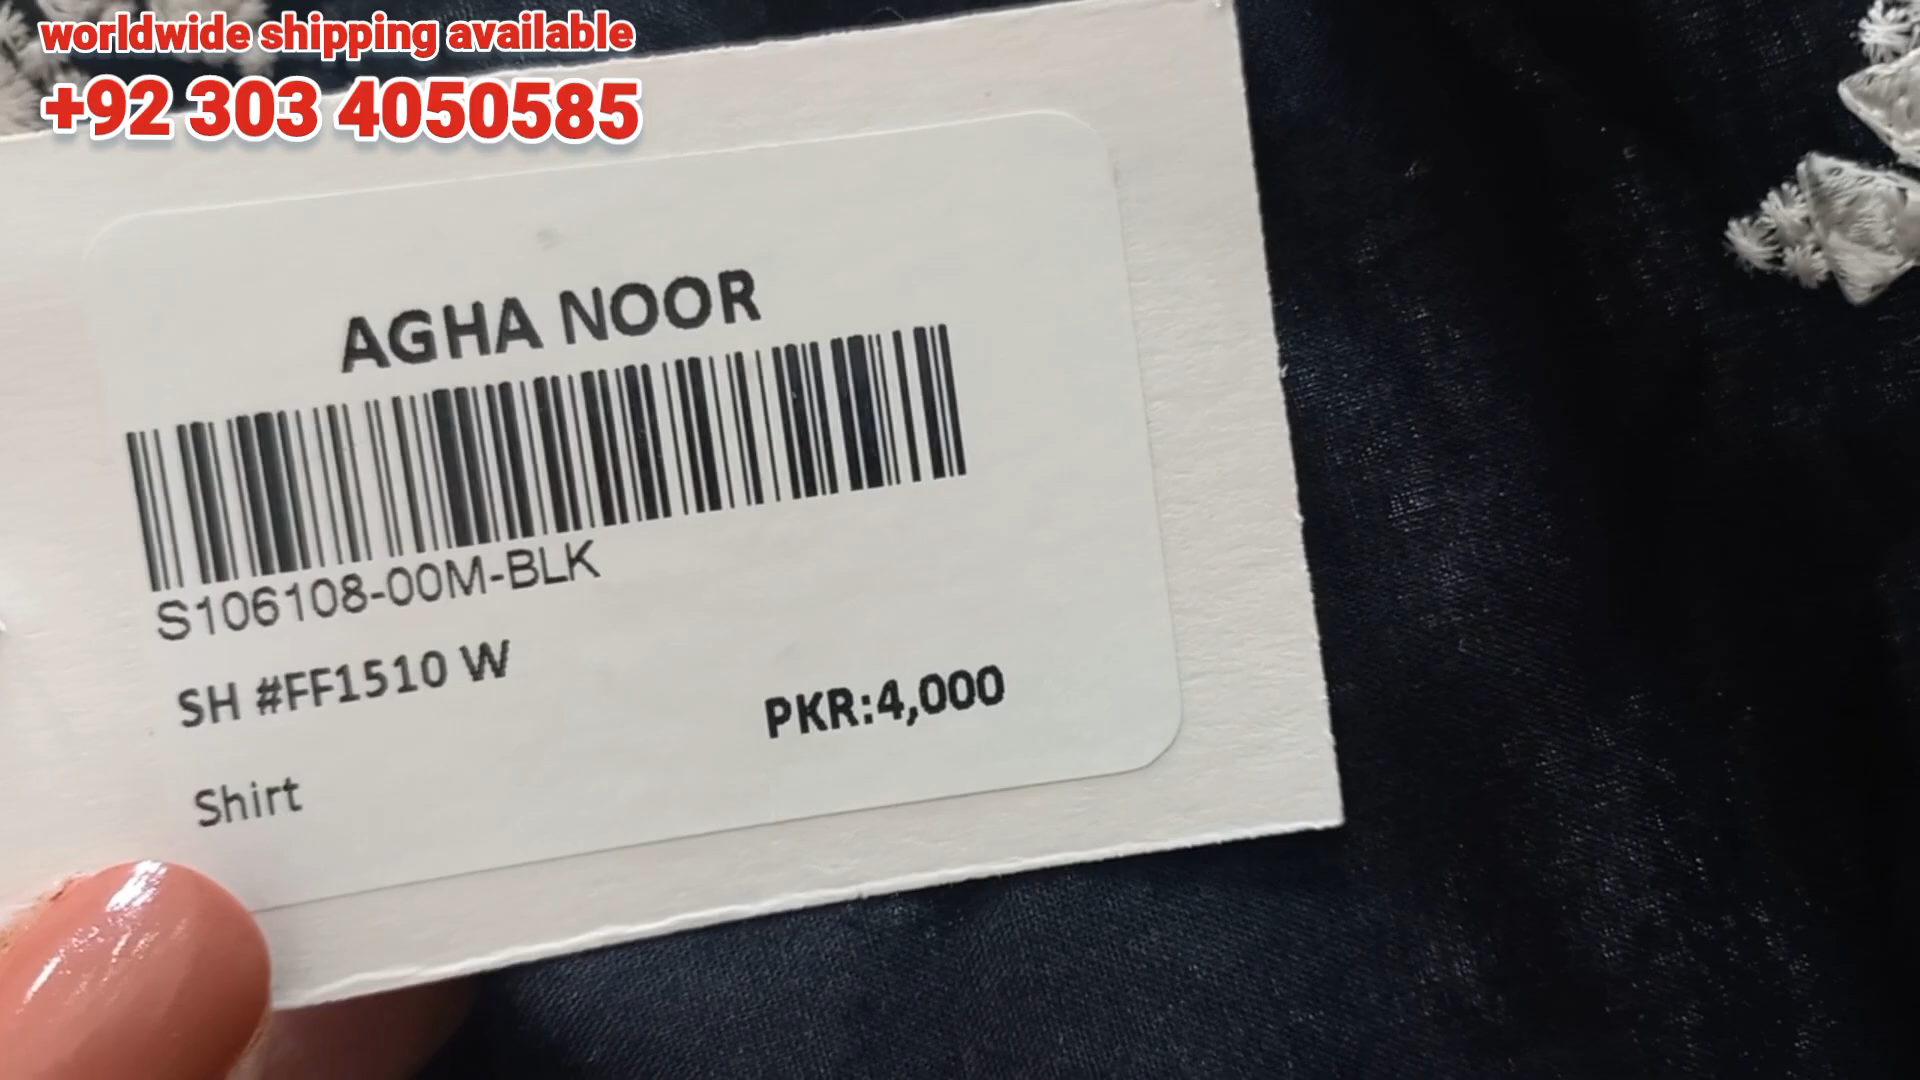 worldwide shipping available
+92 303 4050585
AGHA NOOR
S106108-00M-BLK
SH #FF1510 W
PKR:4,000
Shirt